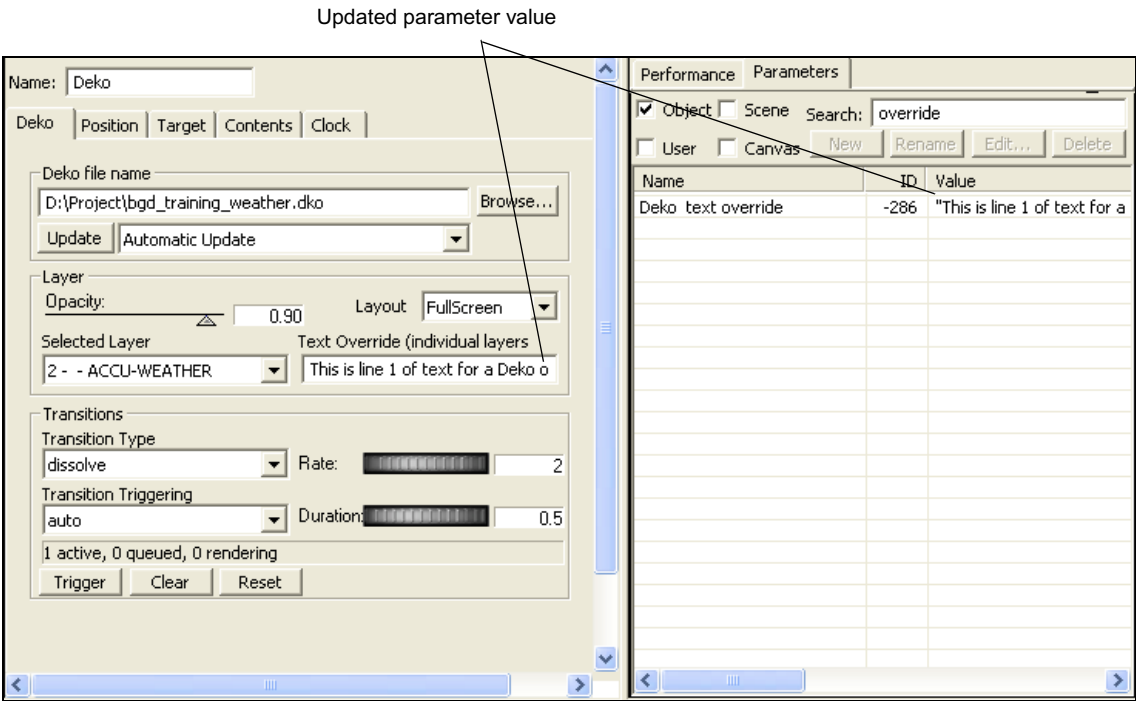 Updated parameter value
Name: Deko
Deko Position Target Contents Clock
Deko file name
D:\Project\bgd_training_weather.dko Browse...
Update Automatic Update
Layer
Opacity: 0.90 Layout FullScreen
Selected Layer Text Override (individual layers
2 - - ACCU-WEATHER This is line 1 of text for a Deko o
Transitions
Transition Type
dissolve Rate: 2
Transition Triggering
auto Duration: 0.5
1 active, 0 queued, 0 rendering
Trigger Clear Reset
Performance Parameters
Object Scene Search: override
User Canvas New Rename Edit... Delete
Name ID Value
Deko text override -286 "This is line 1 of text for a